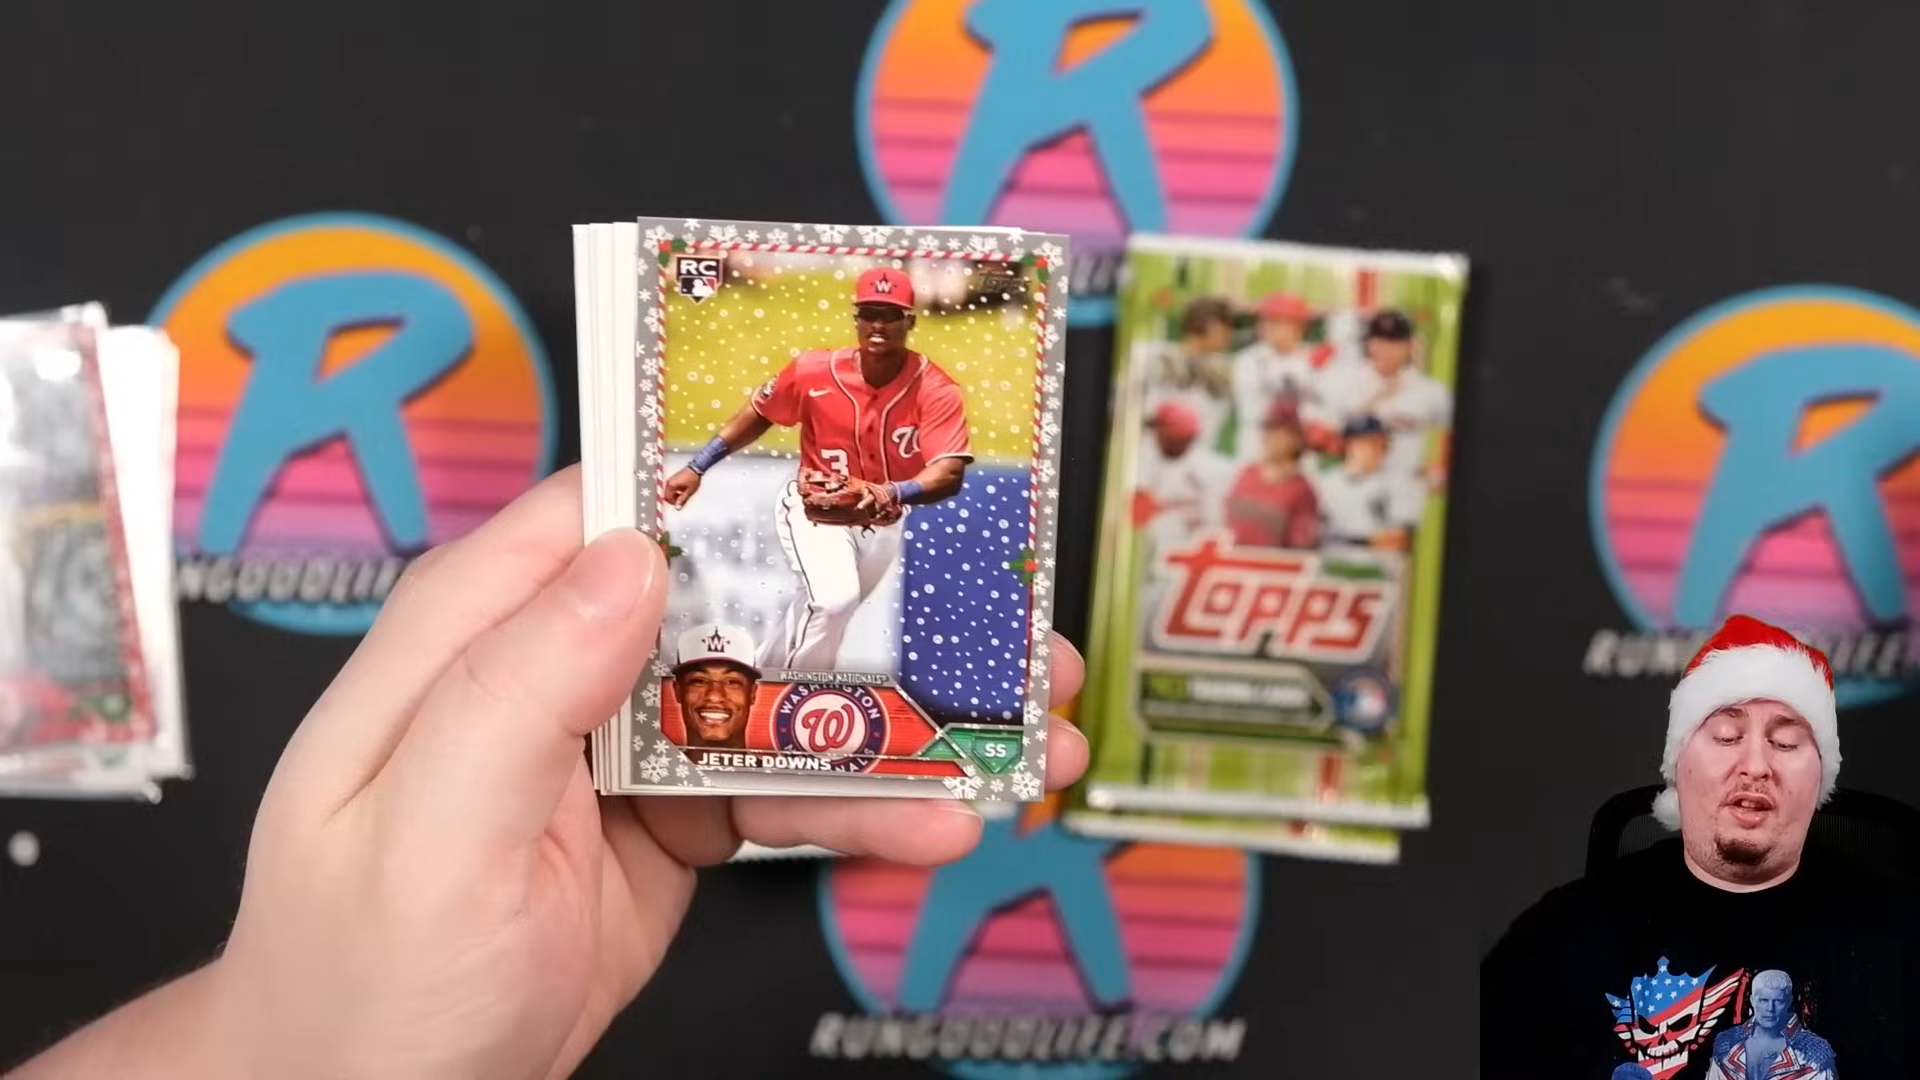 RC
Topps
W
3
W
WASHINGTON NATIONALS
WASHINGTON
W
NATIONALS
SS
JETER DOWNS
TOPPS
R
R
R
RUNGOODLIFE.COM